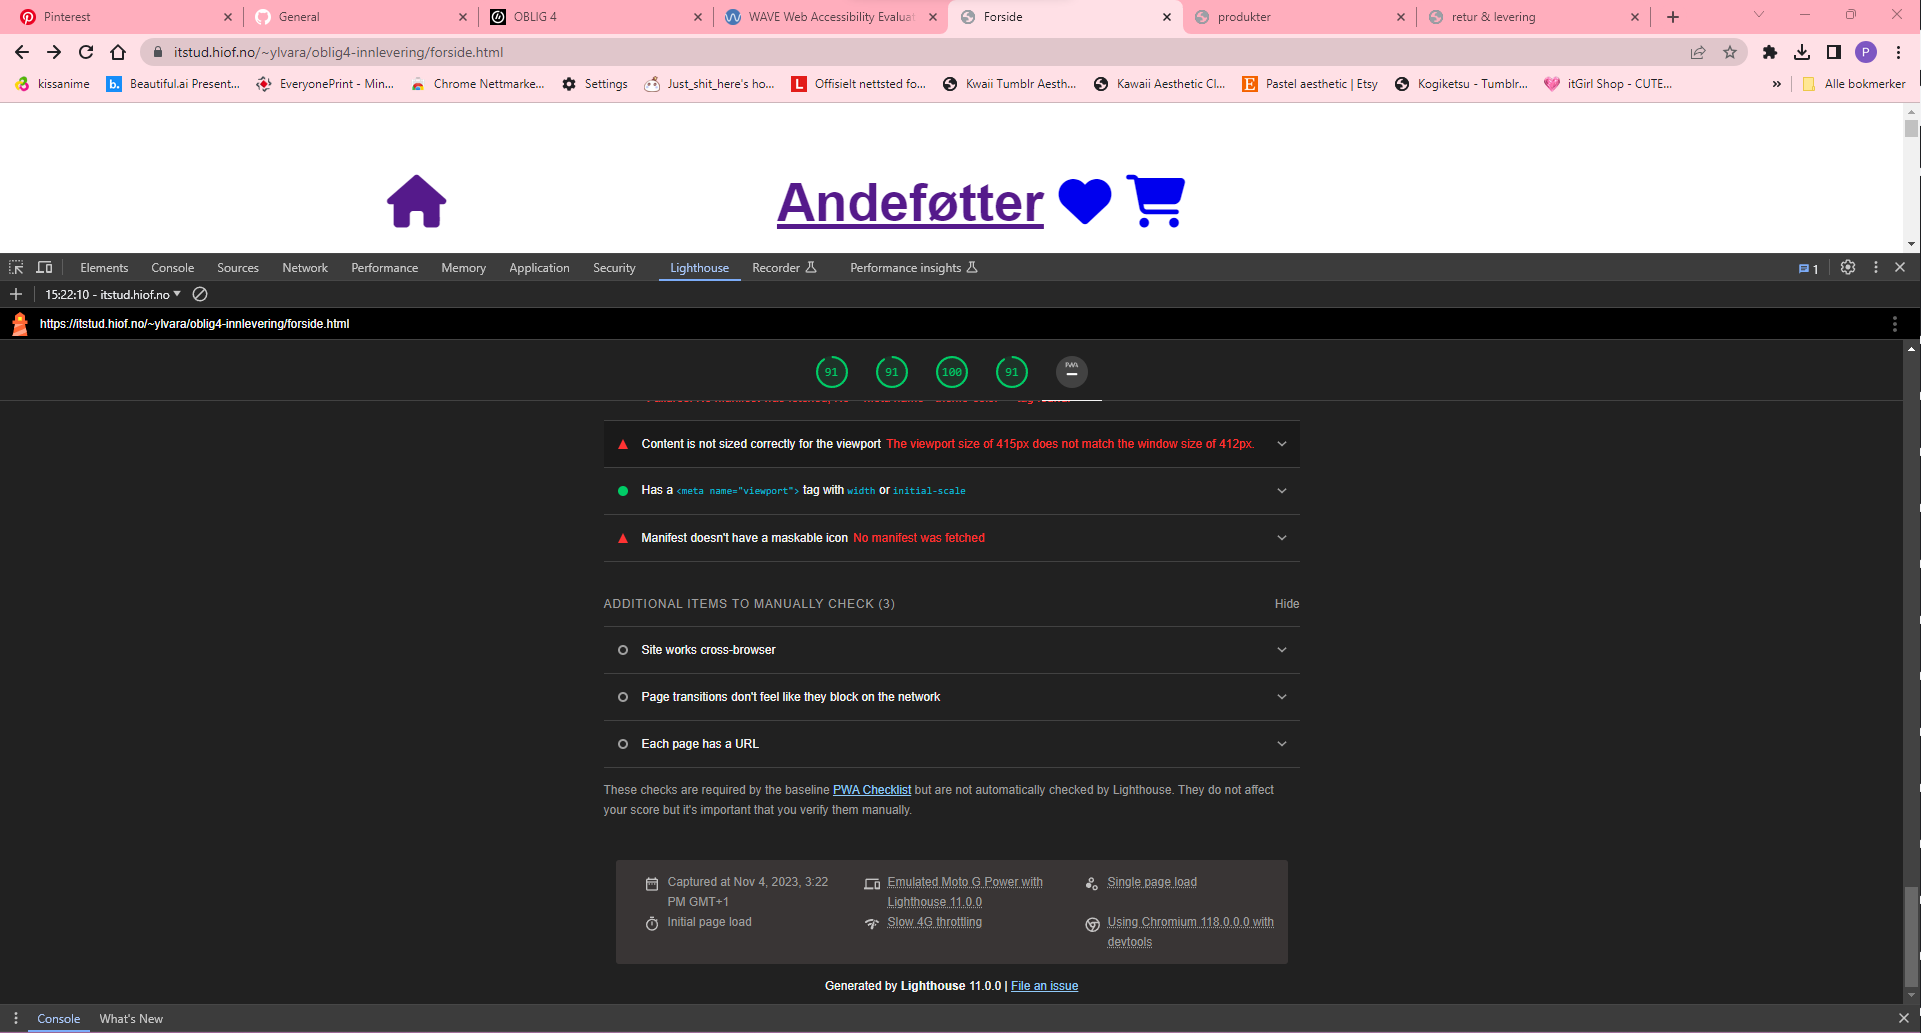 Pinterest
General
OBLIG 4
WAVE Web Accessibility Evaluat
Forside
produkter
retur & levering
itstud.hiof.no/~ylvara/oblig4-innlevering/forside.html
P
kissanime
b. Beautiful.ai Present...
EveryonePrint - Min...
Chrome Nettmarke...
Settings
Just_shit_here's ho...
L Offisielt nettsted fo...
Kwaii Tumblr Aesth...
Kawaii Aesthetic Cl...
E Pastel aesthetic | Etsy
Kogiketsu - Tumblr...
itGirl Shop - CUTE...
»
Alle bokmerker
Andeføtter
Elements
Console
Sources
Network
Performance
Memory
Application
Security
Lighthouse
Recorder
Performance insights
1
15:22:10 - itstud.hiof.no
https://itstud.hiof.no/~ylvara/oblig4-innlevering/forside.html
91
91
100
91
PWA
Content is not sized correctly for the viewport The viewport size of 415px does not match the window size of 412px.
Has a <meta name="viewport"> tag with width or initial-scale
Manifest doesn't have a maskable icon No manifest was fetched
ADDITIONAL ITEMS TO MANUALLY CHECK (3)
Hide
Site works cross-browser
Page transitions don't feel like they block on the network
Each page has a URL
These checks are required by the baseline PWA Checklist but are not automatically checked by Lighthouse. They do not affect
your score but it's important that you verify them manually.
Captured at Nov 4, 2023, 3:22
PM GMT+1
Emulated Moto G Power with
Lighthouse 11.0.0
Single page load
Initial page load
Slow 4G throttling
Using Chromium 118.0.0.0 with
devtools
Generated by Lighthouse 11.0.0 | File an issue
Console
What's New